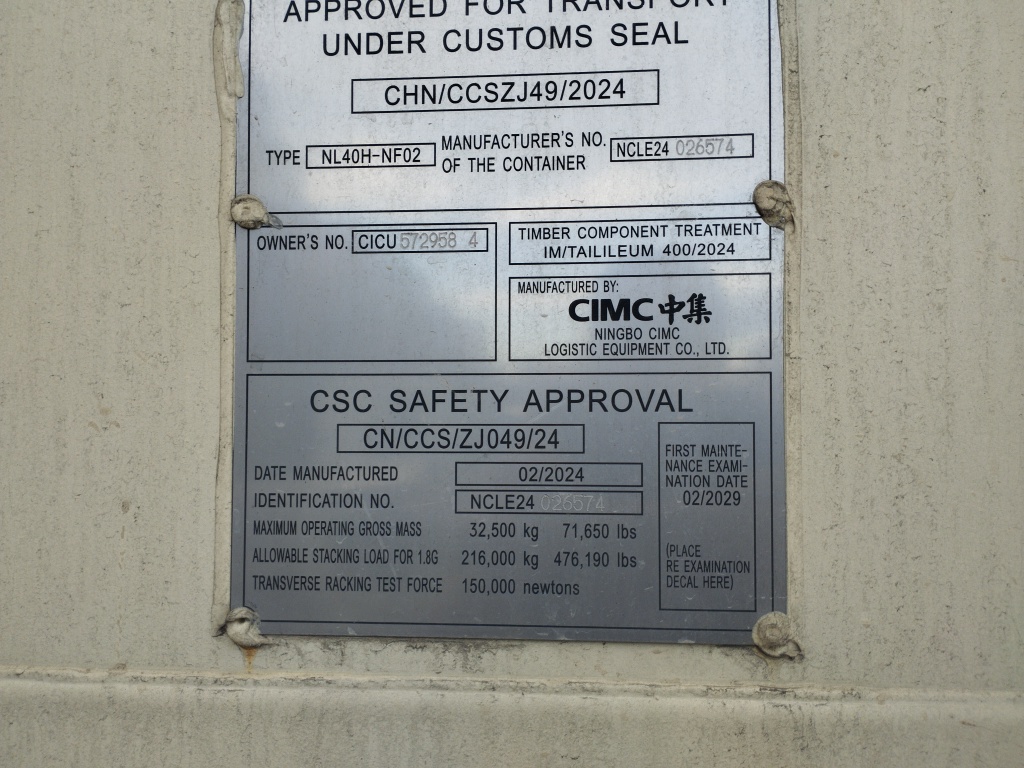 APPROVED FOR TRANSPORT
UNDER CUSTOMS SEAL
CHN/CCSZJ49/2024
TYPE NL40H-NF02 MANUFACTURER'S NO. OF THE CONTAINER NCLE24 026574
OWNER'S NO. CICU 572958 4
TIMBER COMPONENT TREATMENT
IM/TAILILEUM 400/2024
MANUFACTURED BY:
CIMC 中集
NINGBO CIMC
LOGISTIC EQUIPMENT CO., LTD.
CSC SAFETY APPROVAL
CN/CCS/ZJ049/24
DATE MANUFACTURED 02/2024
IDENTIFICATION NO. NCLE24 026574
MAXIMUM OPERATING GROSS MASS 32,500 kg 71,650 lbs
ALLOWABLE STACKING LOAD FOR 1.8G 216,000 kg 476,190 lbs
TRANSVERSE RACKING TEST FORCE 150,000 newtons
FIRST MAINTE-
NANCE EXAMI-
NATION DATE
02/2029
(PLACE
RE EXAMINATION
DECAL HERE)